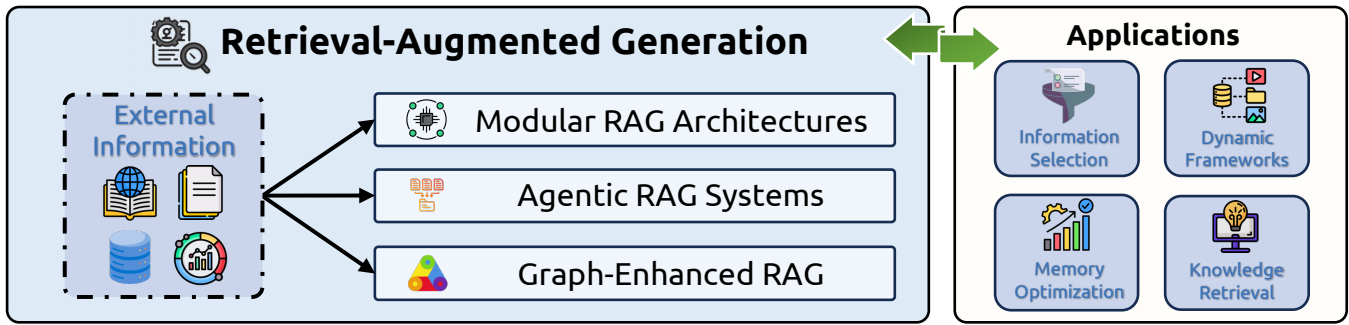 Retrieval-Augmented Generation
External
Information
Modular RAG Architectures
Agentic RAG Systems
Graph-Enhanced RAG
Applications
Information
Selection
Dynamic
Frameworks
Memory
Optimization
Knowledge
Retrieval